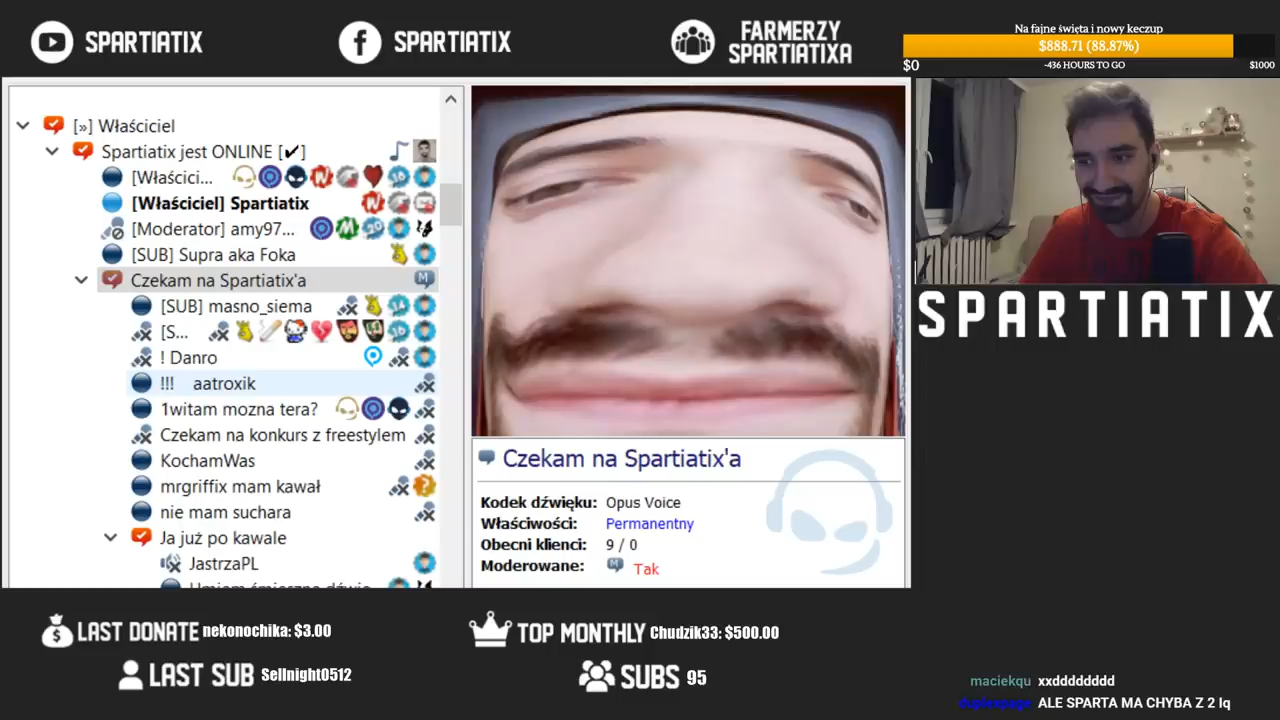 SPARTIATIX
SPARTIATIX
FARMERZY
SPARTIATIXA
Na fajne święta i nowy keczup
$888.71 (88.87%)
$0
-436 HOURS TO GO
$1000
[»] Właściciel
Spartiatix jest ONLINE [✔]
[Właścici...
[Właściciel] Spartiatix
[Moderator] amy97...
[SUB] Supra aka Foka
Czekam na Spartiatix'a
[SUB] masno_siema
[S...
! Danro
!!! aatroxik
1witam mozna tera?
Czekam na konkurs z freestylem
KochamWas
mrgriffix mam kawał
nie mam suchara
Ja już po kawale
JastrzaPL
SPARTIATIX
Czekam na Spartiatix'a
Kodek dźwięku: Opus Voice
Właściwości: Permanentny
Obecni klienci: 9 / 0
Moderowane: Tak
LAST DONATE nekonochika: $3.00
TOP MONTHLY Chudzik33: $500.00
LAST SUB Sellnight0512
SUBS 95
maciekqu xxdddddddd
ALE SPARTA MA CHYBA Z 2 Iq